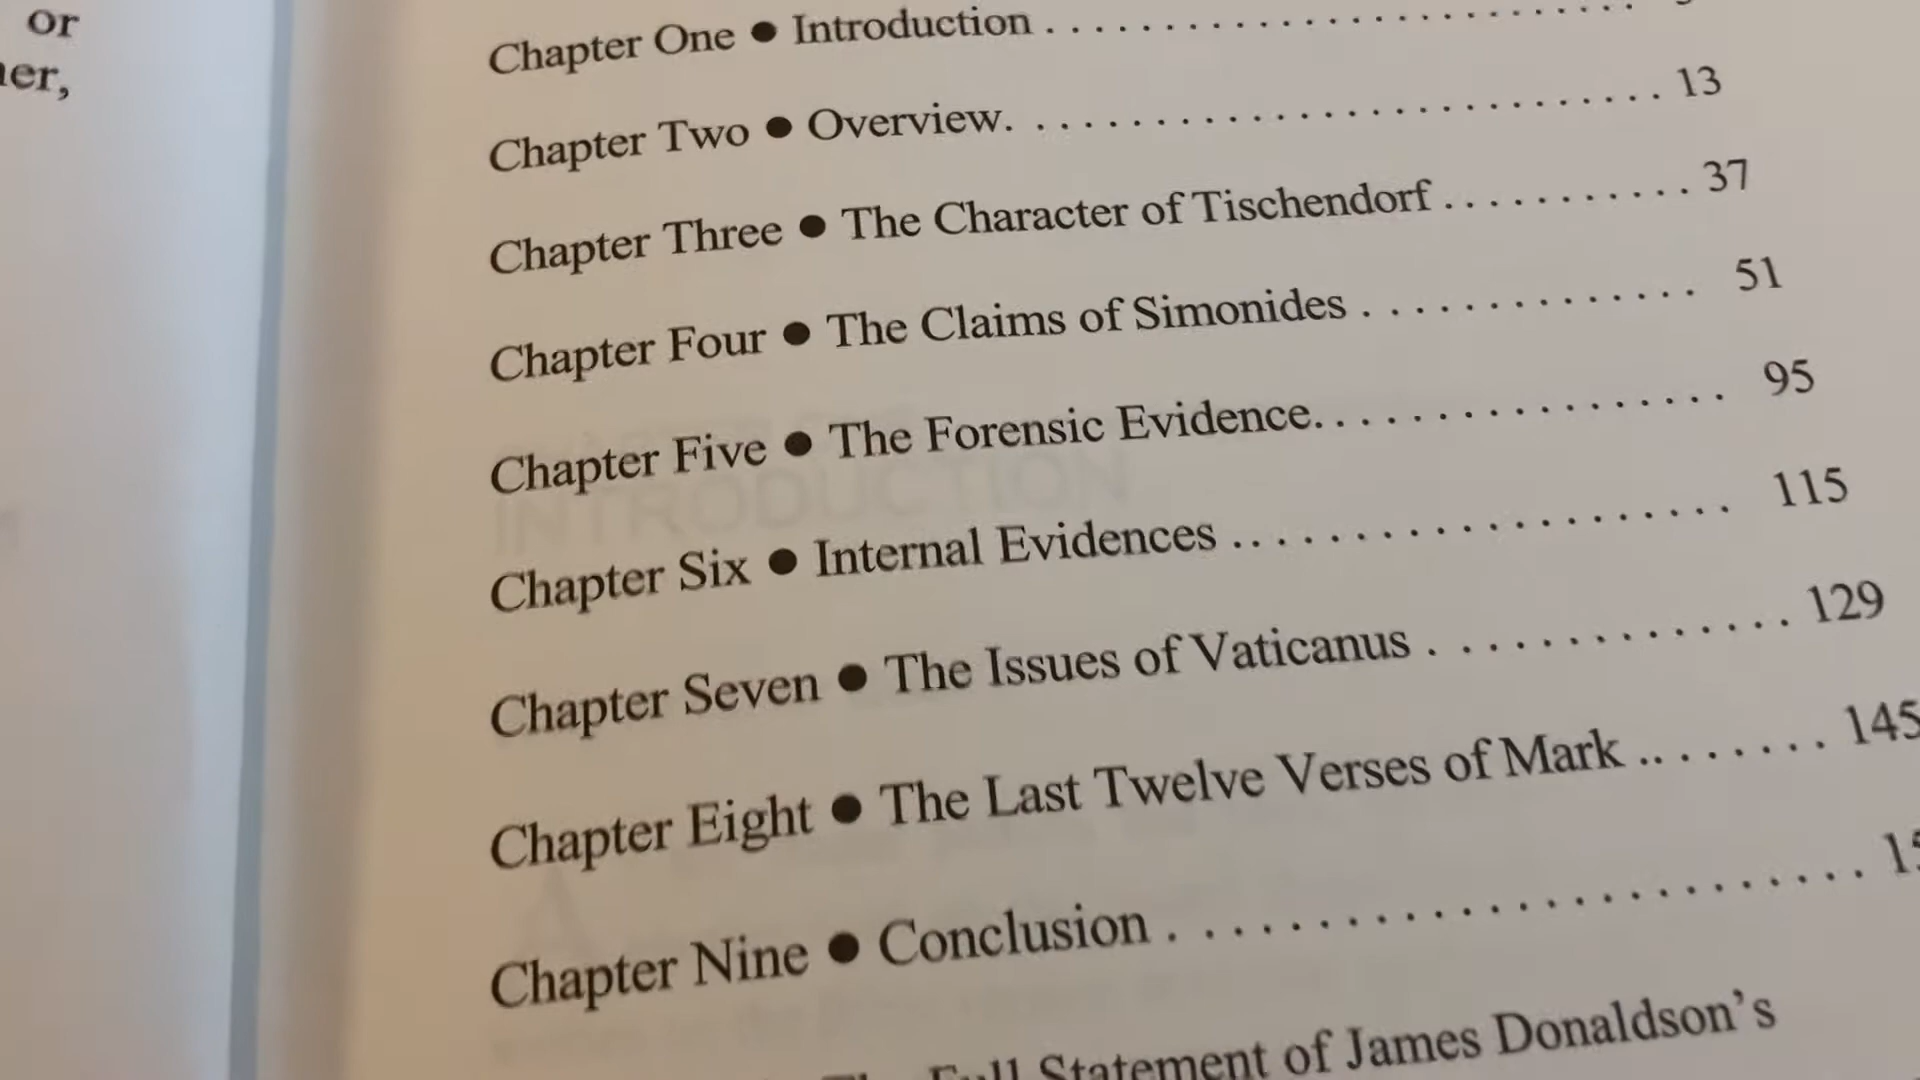 or
Chapter One ● Introduction . . . . . . . . . . . . . . . . . . . . . . . .
Chapter Two ● Overview. . . . . . . . . . . . . . . . . . . . . . . . . 13
Chapter Three ● The Character of Tischendorf . . . . . . . . . . . 37
Chapter Four ● The Claims of Simonides . . . . . . . . . . . . . . 51
Chapter Five ● The Forensic Evidence. . . . . . . . . . . . . . . . 95
Chapter Six ● Internal Evidences . . . . . . . . . . . . . . . . . . . 115
Chapter Seven ● The Issues of Vaticanus . . . . . . . . . . . . . . 129
Chapter Eight ● The Last Twelve Verses of Mark . . . . . . . . 145
Chapter Nine ● Conclusion . . . . . . . . . . . . . . . . . . . . . . . .
Full Statement of James Donaldson’s